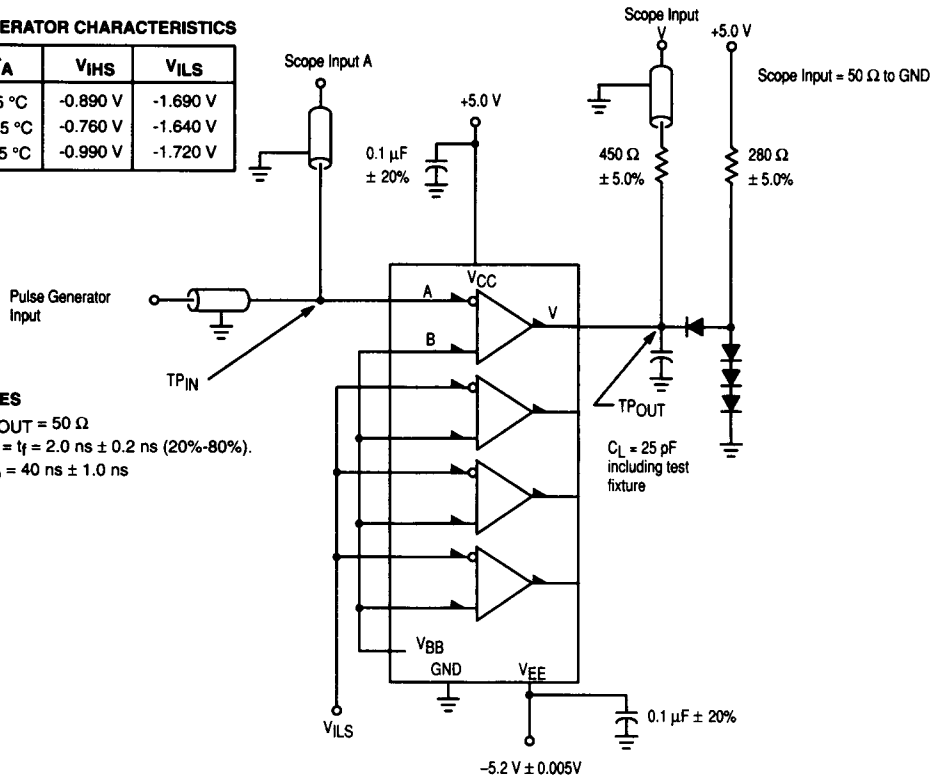 ERATOR CHARACTERISTICS
A VIHS VILS
°C -0.890 V -1.690 V
5 °C -0.760 V -1.640 V
5 °C -0.990 V -1.720 V
Scope Input A
+5.0 V
0.1 µF
± 20%
Scope Input
V
+5.0 V
Scope Input = 50 Ω to GND
450 Ω
± 5.0%
280 Ω
± 5.0%
Pulse Generator
Input
TPIN
VCC
A
B
V
TPOUT
CL = 25 pF
including test
fixture
ES
OUT = 50 Ω
= tf = 2.0 ns ± 0.2 ns (20%-80%).
= 40 ns ± 1.0 ns
VBB
GND
VEE
VILS
0.1 µF ± 20%
−5.2 V ± 0.005V